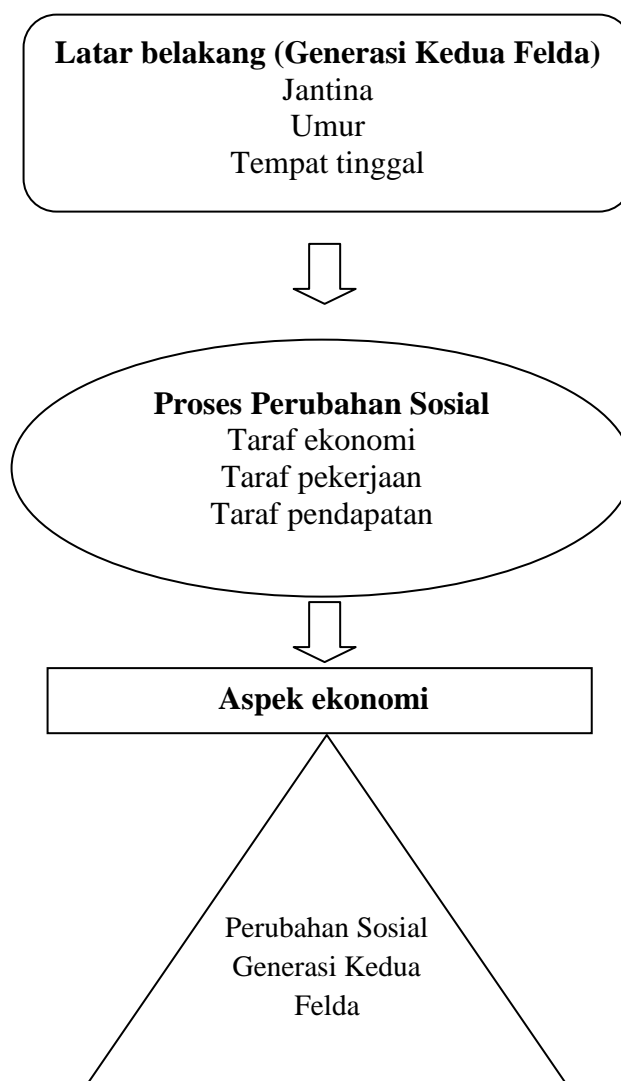 Latar belakang (Generasi Kedua Felda)
Jantina
Umur
Tempat tinggal
Proses Perubahan Sosial
Taraf ekonomi
Taraf pekerjaan
Taraf pendapatan
Aspek ekonomi
Perubahan Sosial
Generasi Kedua
Felda